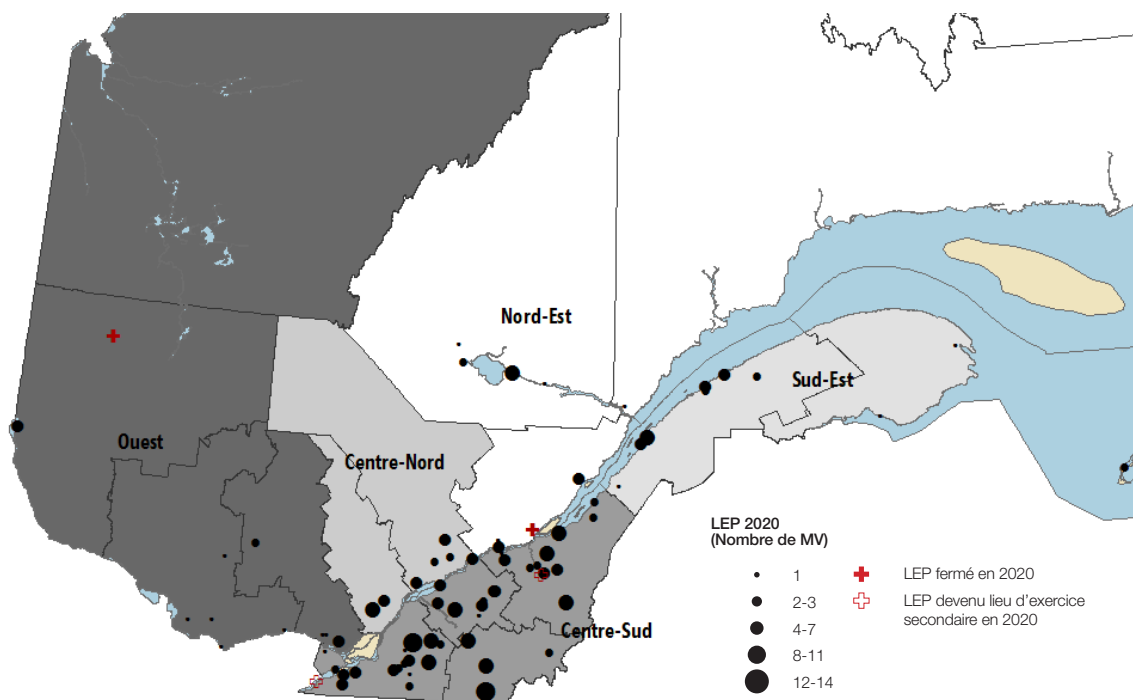 Nord-Est
Sud-Est
Ouest
Centre-Nord
Centre-Sud
LEP 2020
(Nombre de MV)
1
2-3
4-7
8-11
12-14
LEP fermé en 2020
LEP devenu lieu d'exercice
secondaire en 2020